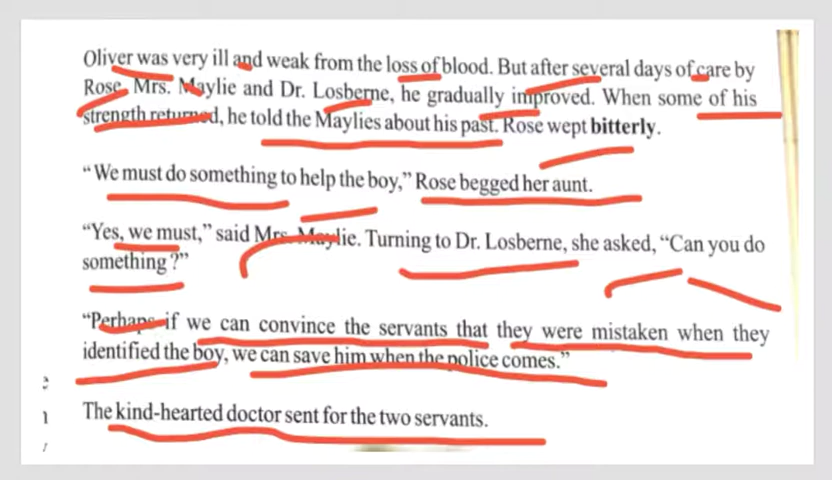 Oliver was very ill and weak from the loss of blood. But after several days of care by
Rose, Mrs. Maylie and Dr. Losberne, he gradually improved. When some of his
strength returned, he told the Maylies about his past. Rose wept bitterly.
“We must do something to help the boy,” Rose begged her aunt.
“Yes, we must,” said Mrs. Maylie. Turning to Dr. Losberne, she asked, “Can you do
something ?”
“Perhaps if we can convince the servants that they were mistaken when they
identified the boy, we can save him when the police comes.”
The kind-hearted doctor sent for the two servants.